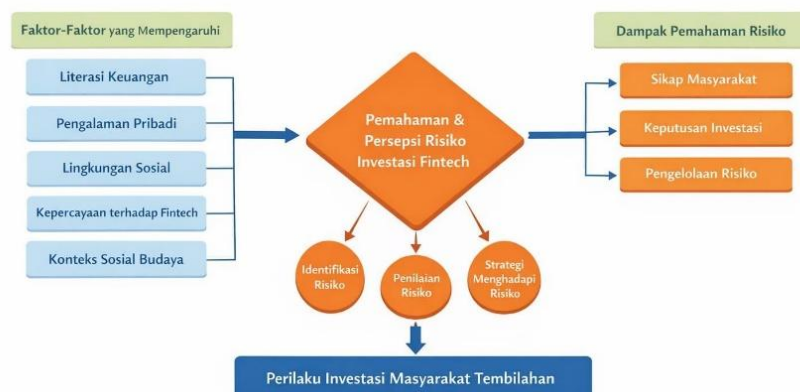 Faktor-Faktor yang Mempengaruhi
Literasi Keuangan
Pengalaman Pribadi
Lingkungan Sosial
Kepercayaan terhadap Fintech
Konteks Sosial Budaya
Pemahaman &
Persepsi Risiko
Investasi Fintech
Dampak Pemahaman Risiko
Sikap Masyarakat
Keputusan Investasi
Pengelolaan Risiko
Identifikasi
Risiko
Penilaian
Risiko
Strategi
Menghadapi
Risiko
Perilaku Investasi Masyarakat Tembilahan